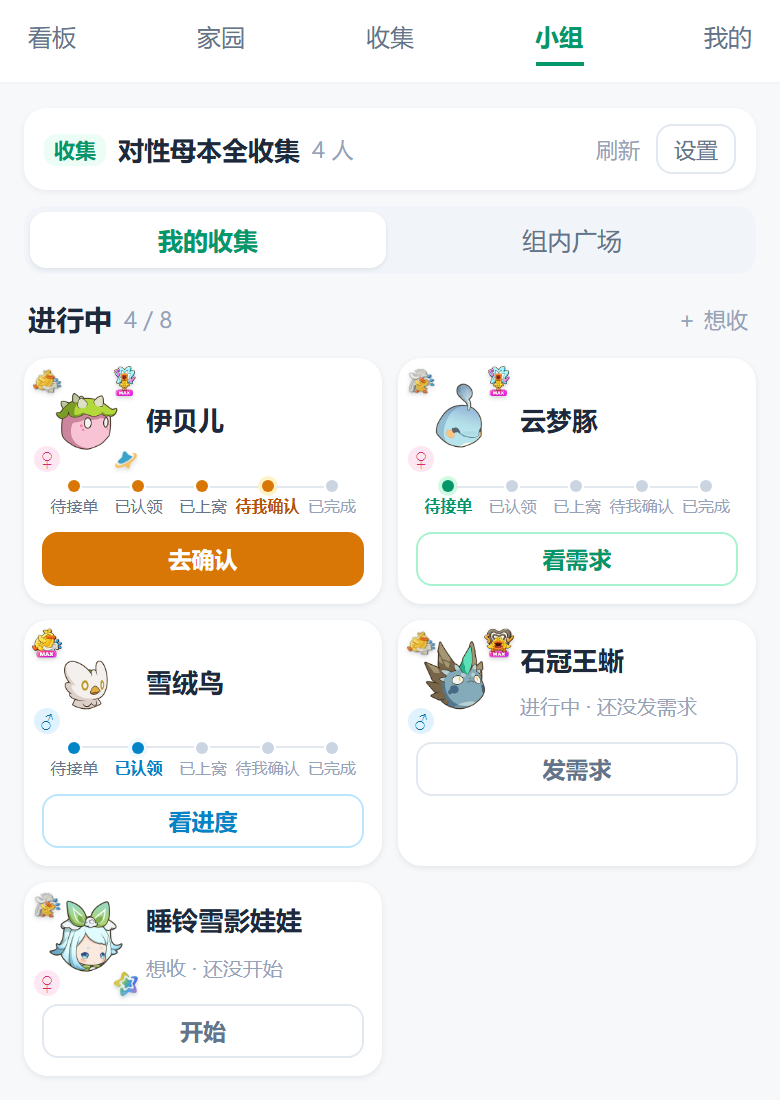 看板 家园 收集 小组 我的
收集 对性母本全收集 4 人 刷新 设置
我的收集 组内广场
进行中 4 / 8 + 想收
伊贝儿
待接单 已认领 已上窝 待我确认 已完成
去确认
云梦豚
待接单 已认领 已上窝 待我确认 已完成
看需求
MAX
雪绒鸟
待接单 已认领 已上窝 待我确认 已完成
看进度
MAX
石冠王蜥
进行中 · 还没发需求
发需求
睡铃雪影娃娃
想收 · 还没开始
开始